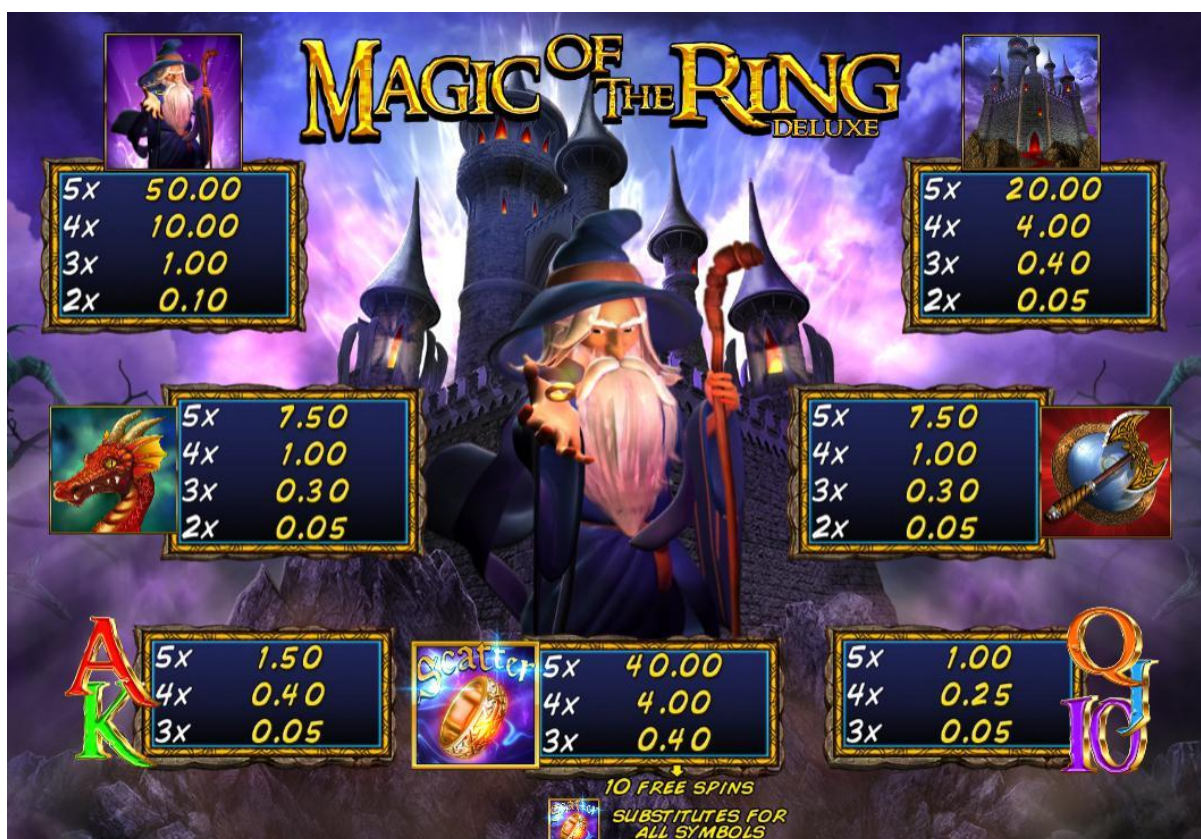 MAGIC OF THE RING
DELUXE
5x 50.00
4x 10.00
3x 1.00
2x 0.10
5x 20.00
4x 4.00
3x 0.40
2x 0.05
5x 7.50
4x 1.00
3x 0.30
2x 0.05
5x 7.50
4x 1.00
3x 0.30
2x 0.05
A
K
5x 1.50
4x 0.40
3x 0.05
Scatter
5x 40.00
4x 4.00
3x 0.40
5x 1.00
4x 0.25
3x 0.05
Q
J
10
10 FREE SPINS
Scatter
SUBSTITUTES FOR
ALL SYMBOLS